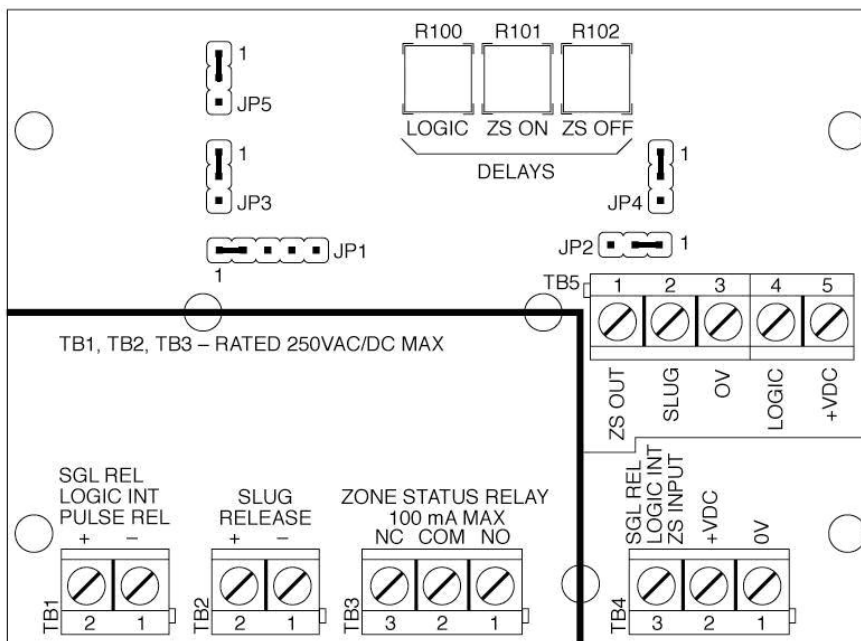 R100 R101 R102
LOGIC ZS ON ZS OFF
DELAYS
1
JP5
1
JP3
JP1
1
1
JP4
JP2 1
TB5 1 2 3 4 5
ZS OUT
SLUG
OV
LOGIC
+VDC
TB1, TB2, TB3 – RATED 250VAC/DC MAX
SGL REL
LOGIC INT
PULSE REL
+ –
TB1
2 1
SLUG
RELEASE
+ –
TB2
2 1
ZONE STATUS RELAY
100 mA MAX
NC COM NO
TB3
3 2 1
SGL REL
LOGIC INT
ZS INPUT
+VDC
0V
TB4
3 2 1